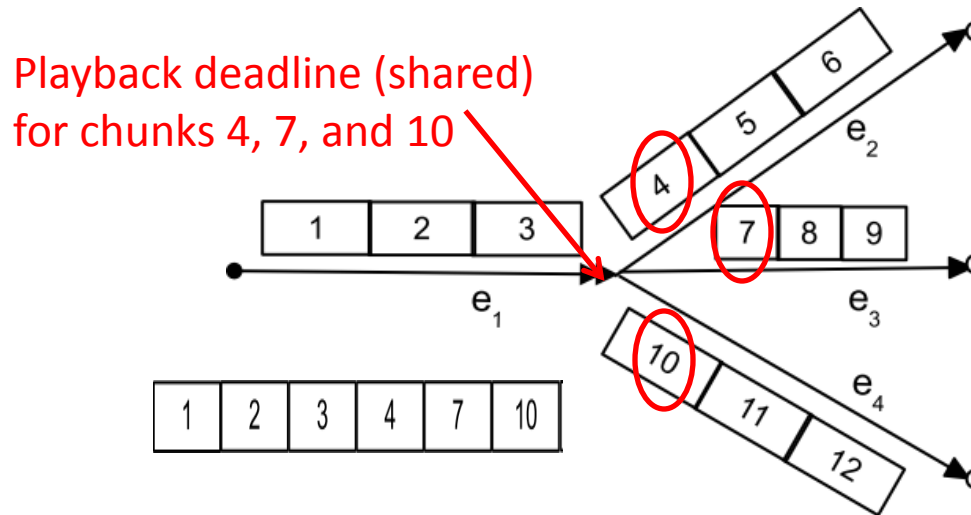 Playback deadline (shared)
for chunks 4, 7, and 10
4 5 6
e₂
1 2 3
e₁
7 8 9
e₃
10 11 12
e₄
1 2 3 4 7 10